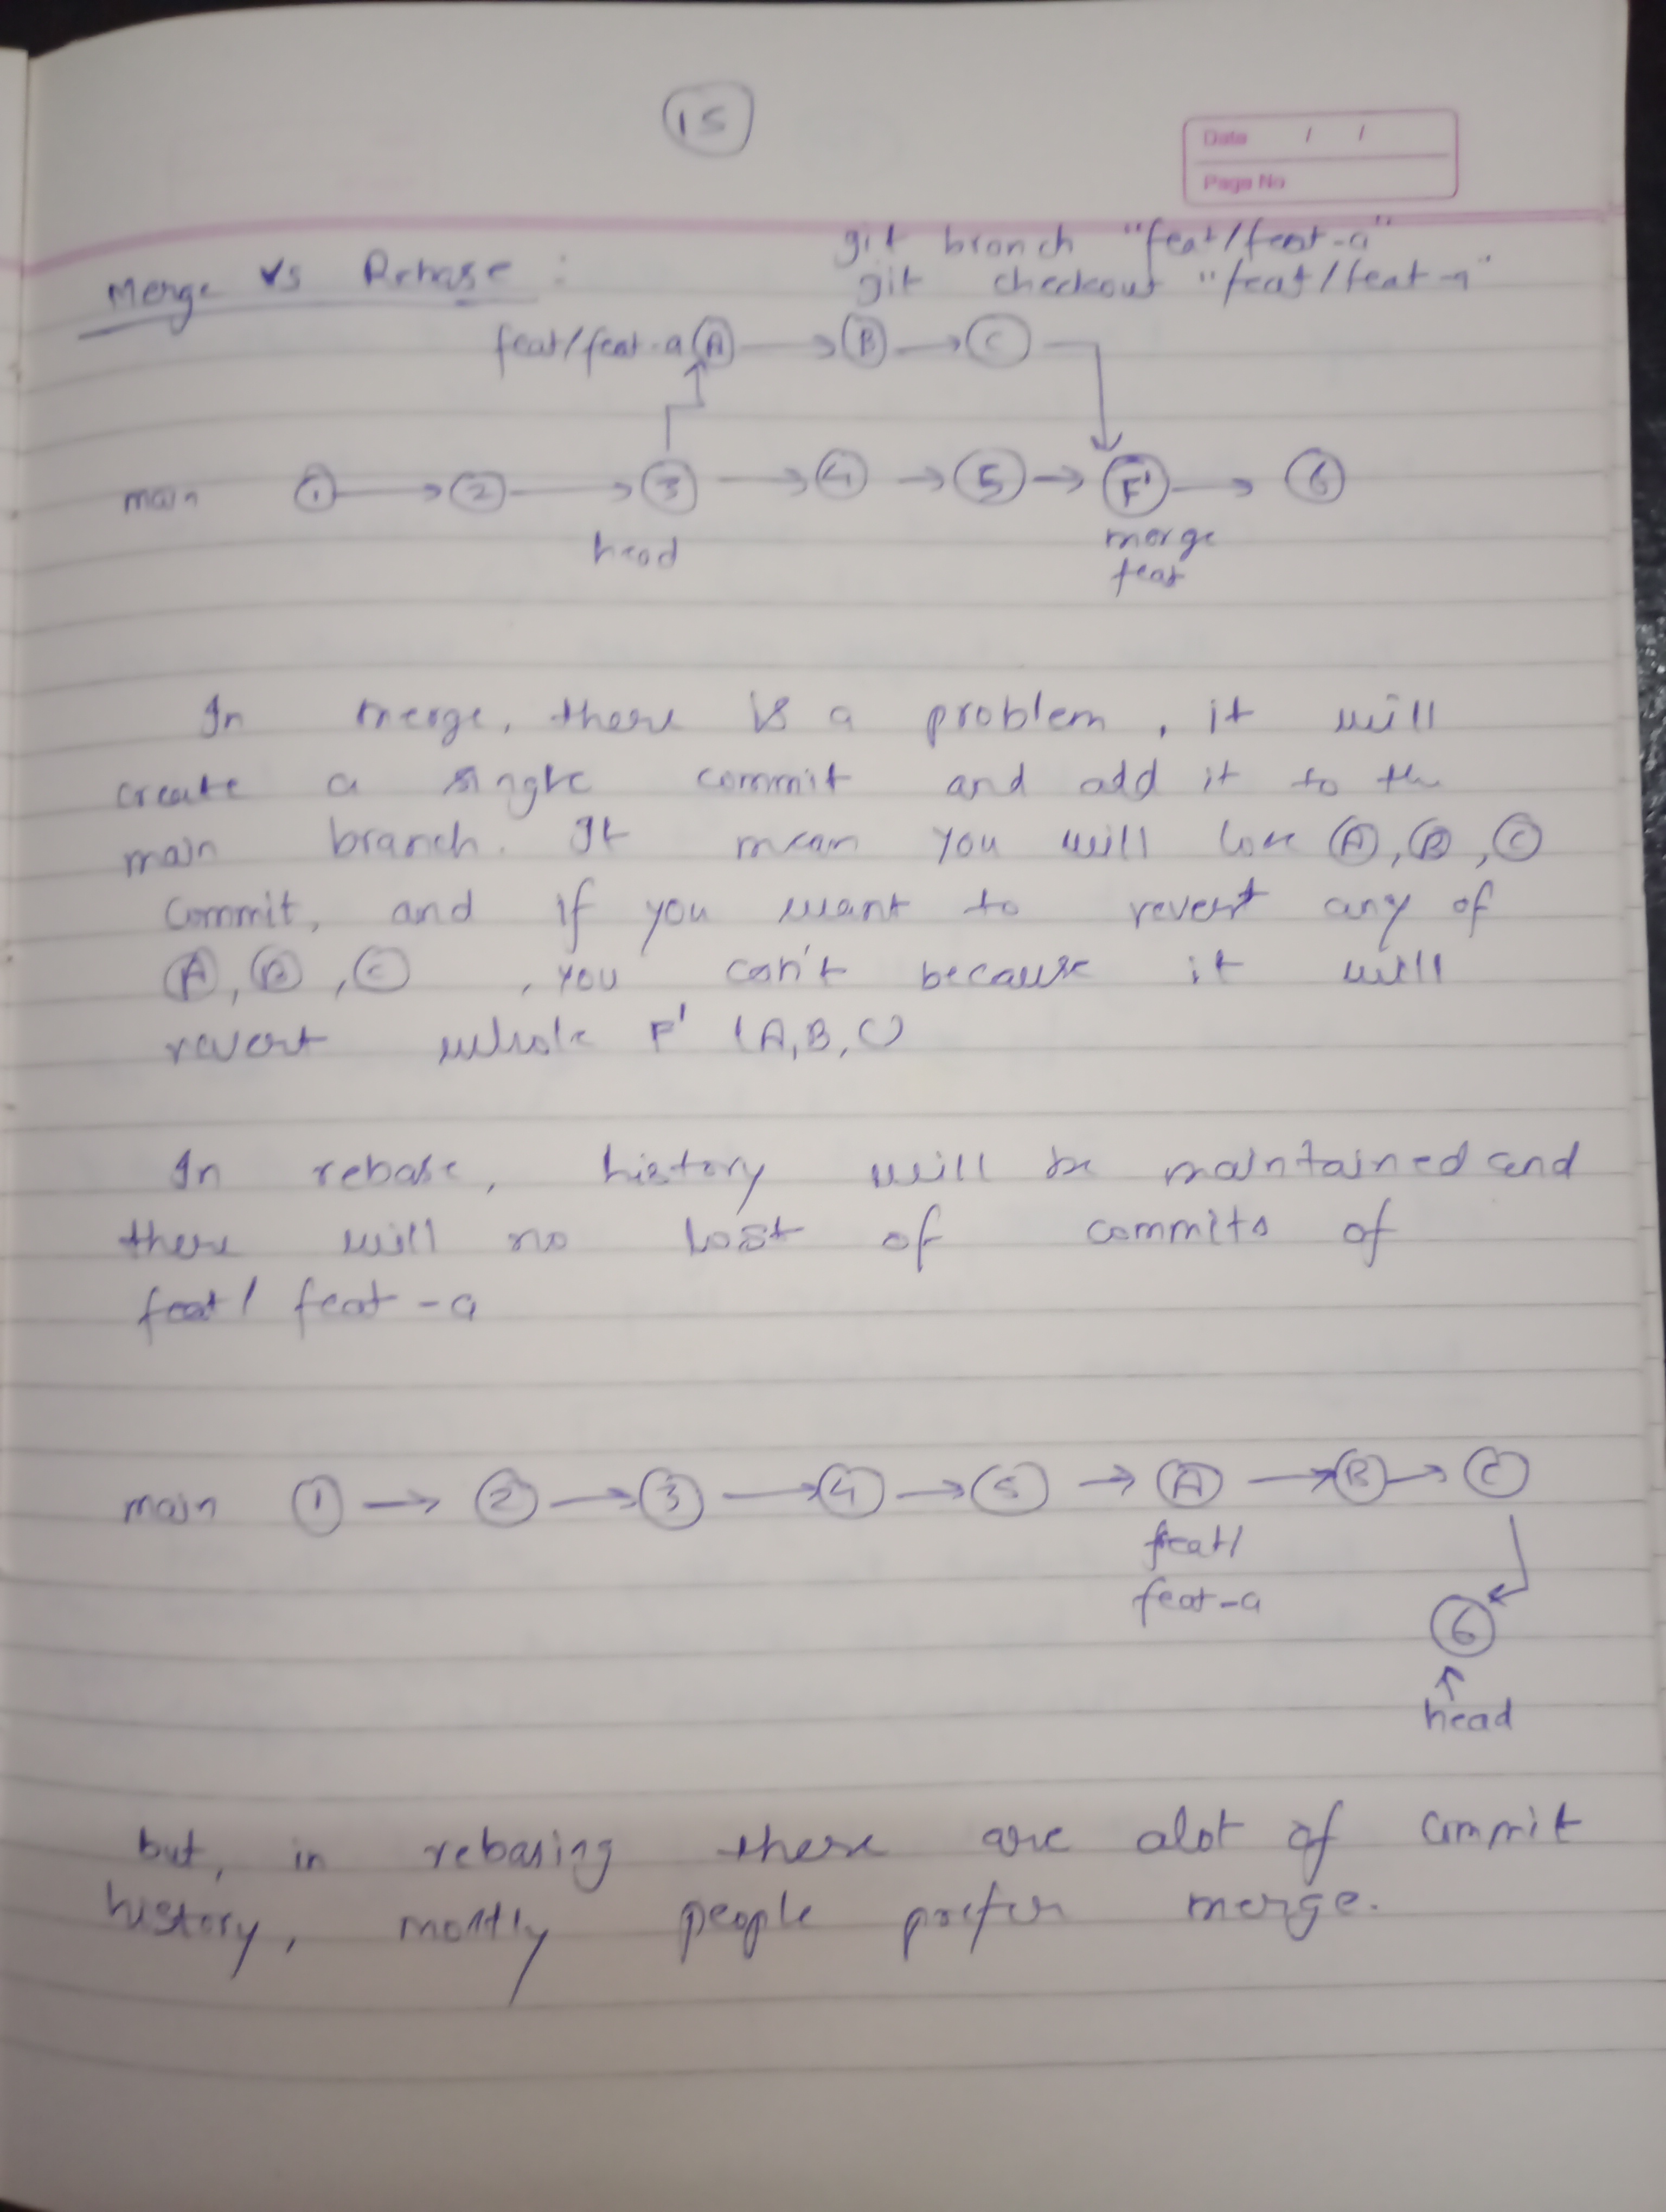 15
Date / /
Page No
git branch "feat/feat-a"
Merge Vs Rebase :
git checkout "feat/feat-a"
feat/feat-a A B C
main 1 2 3 4 5 F' 6
head merge
feat
In merge, there is a problem, it will
create a single commit and add it to the
main branch. It mean you will lose A, B, C
commit, and if you want to revert any of
A, B, C , you can't because it will
revert whole F' (A,B,C)
In rebase, history will be maintained and
there will no lost of commits of
feat/ feat-a
main 1 2 3 4 5 A B C
feat/
feat-a
6
head
but, in rebasing there are alot of commit
history, mostly people prefer merge.